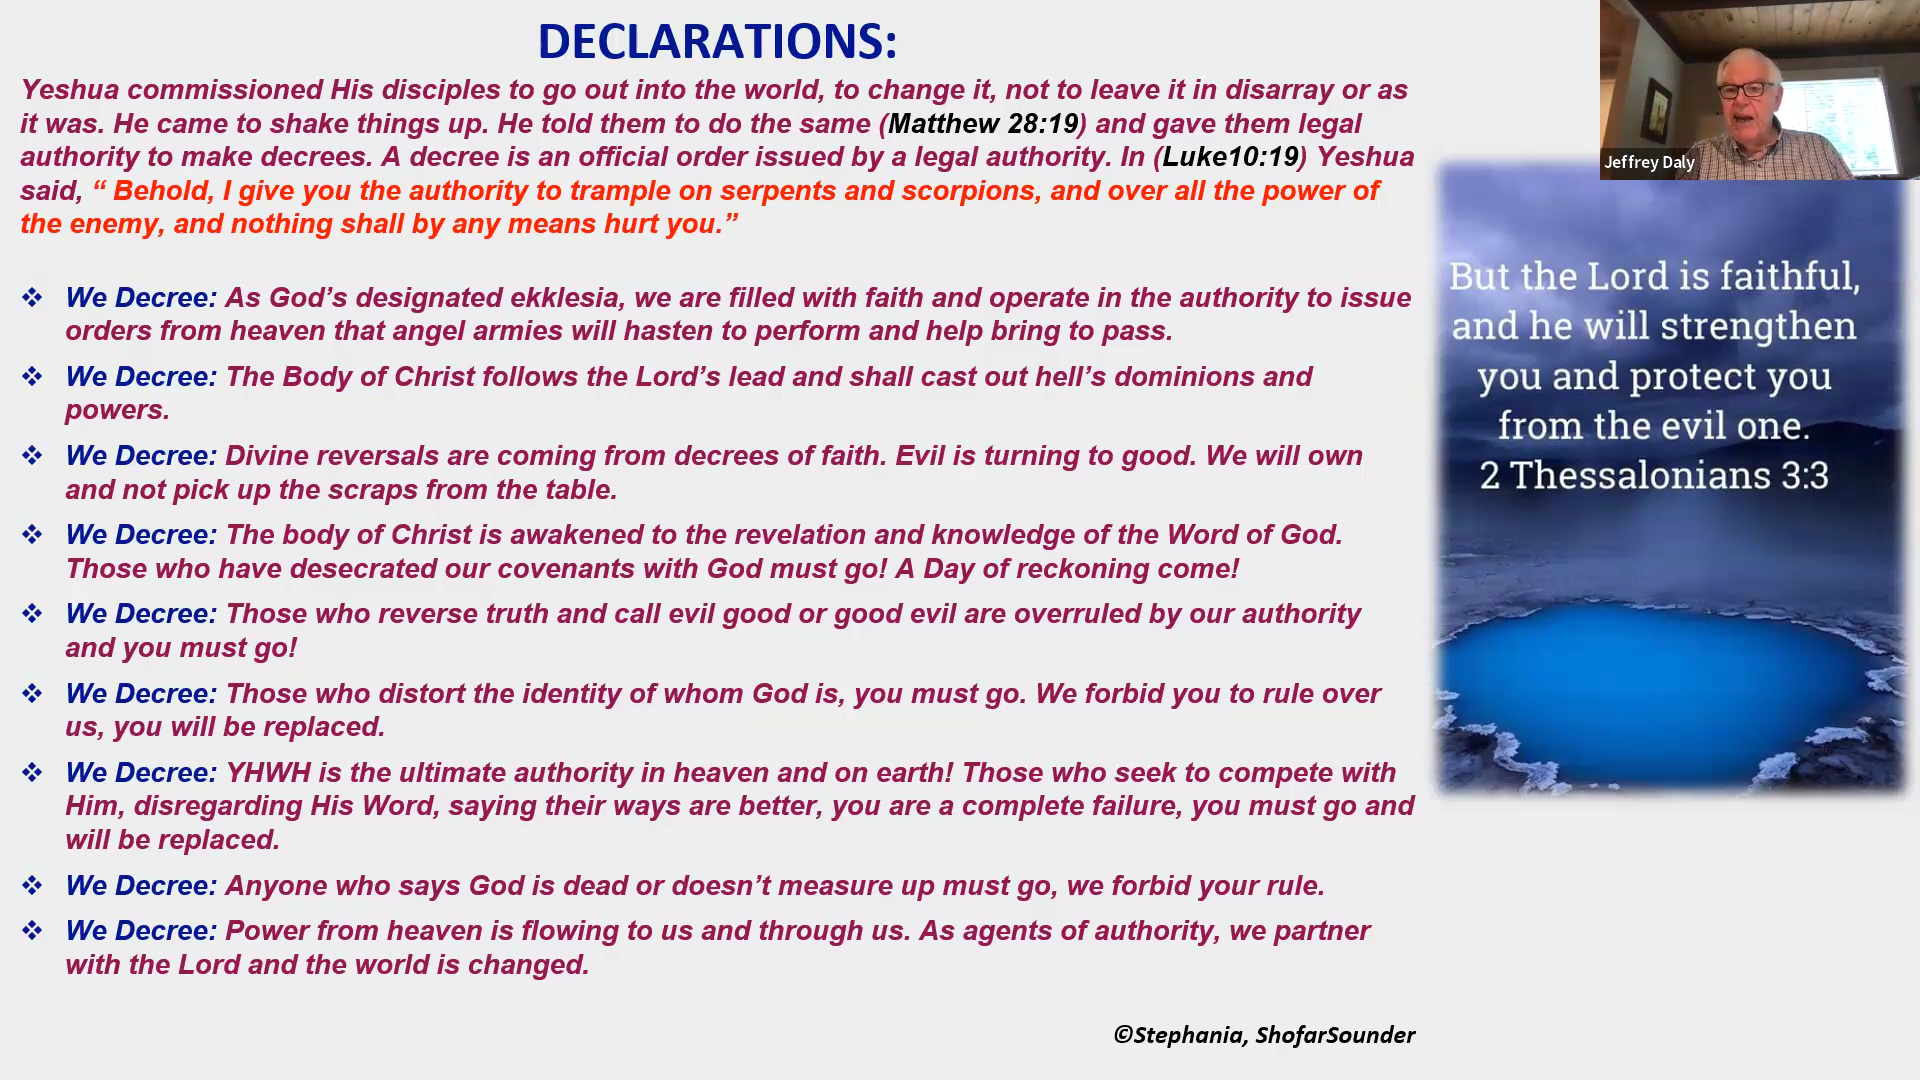 DECLARATIONS:
Yeshua commissioned His disciples to go out into the world, to change it, not to leave it in disarray or as
it was. He came to shake things up. He told them to do the same (Matthew 28:19) and gave them legal
authority to make decrees. A decree is an official order issued by a legal authority. In (Luke10:19) Yeshua
said, “ Behold, I give you the authority to trample on serpents and scorpions, and over all the power of
the enemy, and nothing shall by any means hurt you.”
❖ We Decree: As God’s designated ekklesia, we are filled with faith and operate in the authority to issue
orders from heaven that angel armies will hasten to perform and help bring to pass.
❖ We Decree: The Body of Christ follows the Lord’s lead and shall cast out hell’s dominions and
powers.
❖ We Decree: Divine reversals are coming from decrees of faith. Evil is turning to good. We will own
and not pick up the scraps from the table.
❖ We Decree: The body of Christ is awakened to the revelation and knowledge of the Word of God.
Those who have desecrated our covenants with God must go! A Day of reckoning come!
❖ We Decree: Those who reverse truth and call evil good or good evil are overruled by our authority
and you must go!
❖ We Decree: Those who distort the identity of whom God is, you must go. We forbid you to rule over
us, you will be replaced.
❖ We Decree: YHWH is the ultimate authority in heaven and on earth! Those who seek to compete with
Him, disregarding His Word, saying their ways are better, you are a complete failure, you must go and
will be replaced.
❖ We Decree: Anyone who says God is dead or doesn’t measure up must go, we forbid your rule.
❖ We Decree: Power from heaven is flowing to us and through us. As agents of authority, we partner
with the Lord and the world is changed.
©Stephania, ShofarSounder
Jeffrey Daly
But the Lord is faithful,
and he will strengthen
you and protect you
from the evil one.
2 Thessalonians 3:3